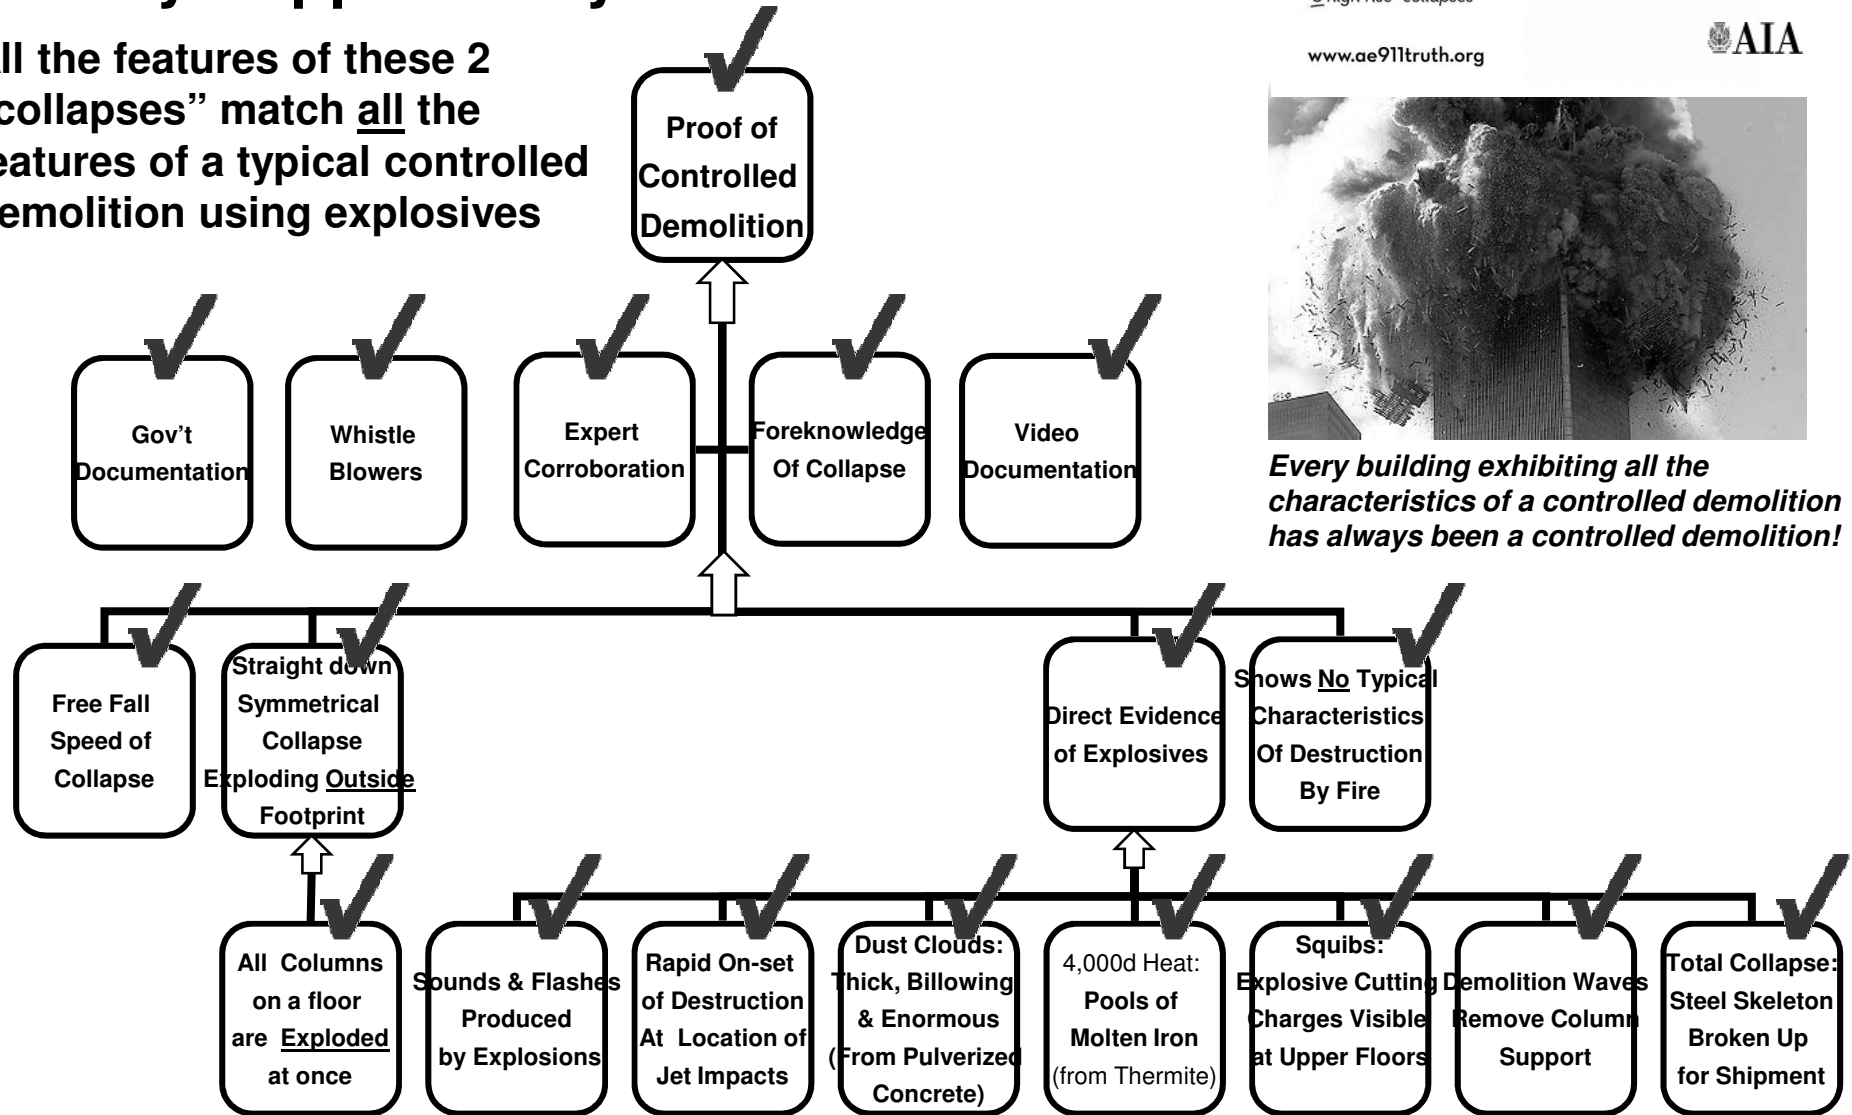 all the features of these 2
collapses” match all the
features of a typical controlled
demolition using explosives
www.ae911truth.org
AIA
Proof of
Controlled
Demolition
Gov’t
Documentation
Whistle
Blowers
Expert
Corroboration
Foreknowledge
Of Collapse
Video
Documentation
Every building exhibiting all the
characteristics of a controlled demolition
has always been a controlled demolition!
Free Fall
Speed of
Collapse
Straight down
Symmetrical
Collapse
Exploding Outside
Footprint
Direct Evidence
of Explosives
Shows No Typical
Characteristics
Of Destruction
By Fire
All Columns
on a floor
are Exploded
at once
Sounds & Flashes
Produced
by Explosions
Rapid On-set
of Destruction
At Location of
Jet Impacts
Dust Clouds:
Thick, Billowing
& Enormous
(From Pulverized
Concrete)
4,000d Heat:
Pools of
Molten Iron
(from Thermite)
Squibs:
Explosive Cutting
Charges Visible
at Upper Floors
Demolition Waves
Remove Column
Support
Total Collapse:
Steel Skeleton
Broken Up
for Shipment